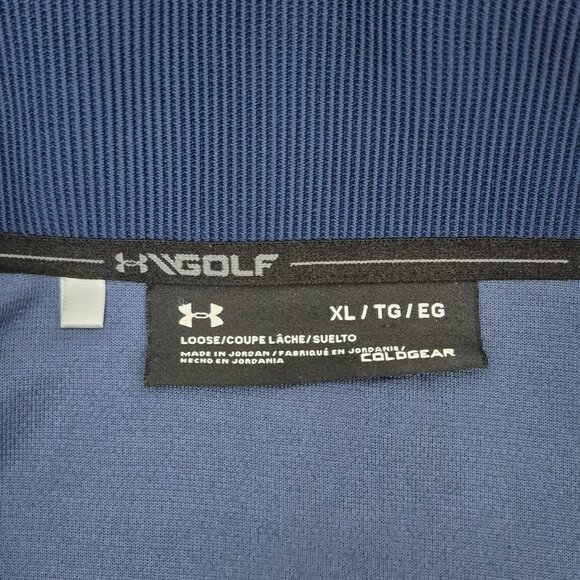 GOLF
XL / TG / EG
LOOSE/COUPE LÂCHE/SUELTO
MADE IN JORDAN / FABRIQUÉ EN JORDANIE /
HECHO EN JORDANIA
COLDGEAR